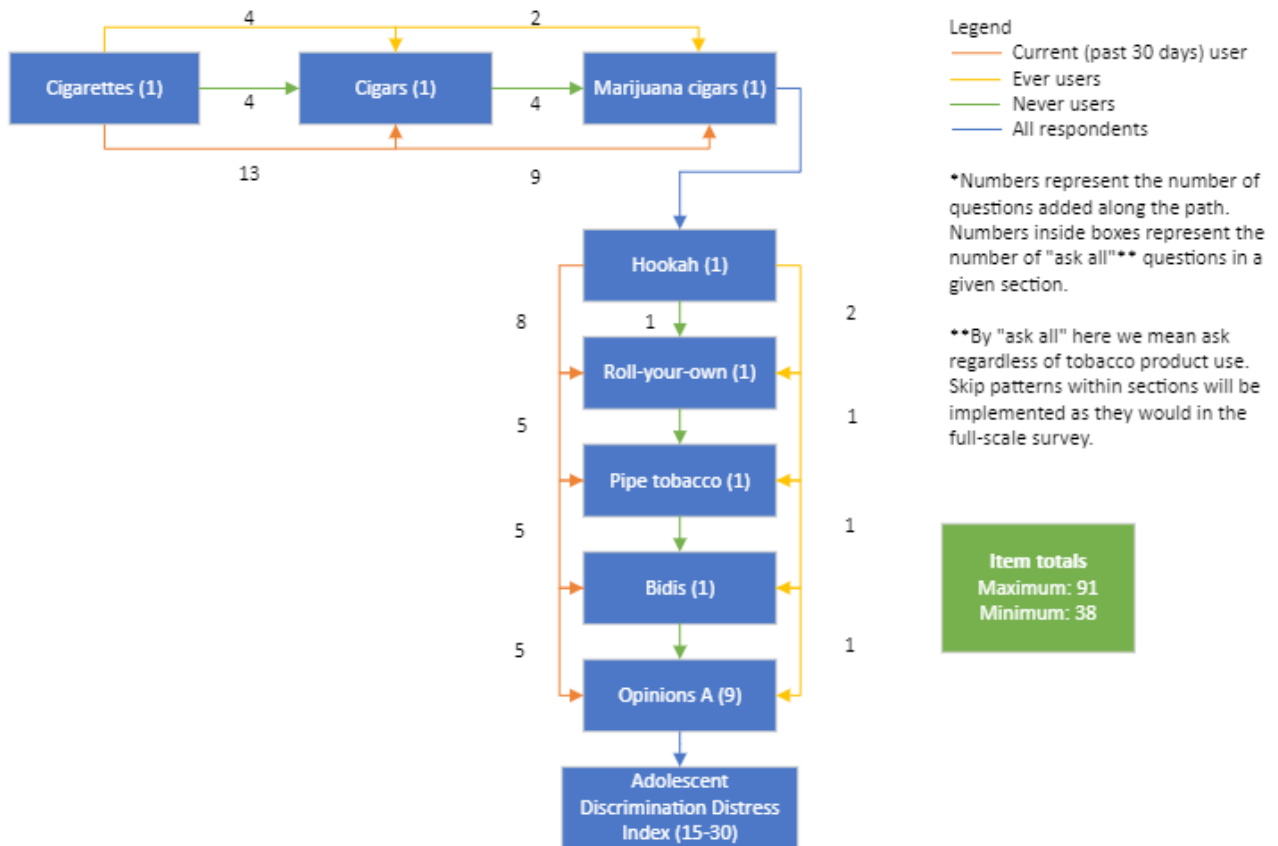 4
2
Cigarettes (1)
Cigars (1)
Marijuana cigars (1)
4
4
13
9
Hookah (1)
8
1
2
Roll-your-own (1)
5
1
Pipe tobacco (1)
5
1
Bidis (1)
5
1
Opinions A (9)
Adolescent
Discrimination Distress
Index (15-30)
Legend
Current (past 30 days) user
Ever users
Never users
All respondents
*Numbers represent the number of
questions added along the path.
Numbers inside boxes represent the
number of "ask all"** questions in a
given section.
**By "ask all" here we mean ask
regardless of tobacco product use.
Skip patterns within sections will be
implemented as they would in the
full-scale survey.
Item totals
Maximum: 91
Minimum: 38